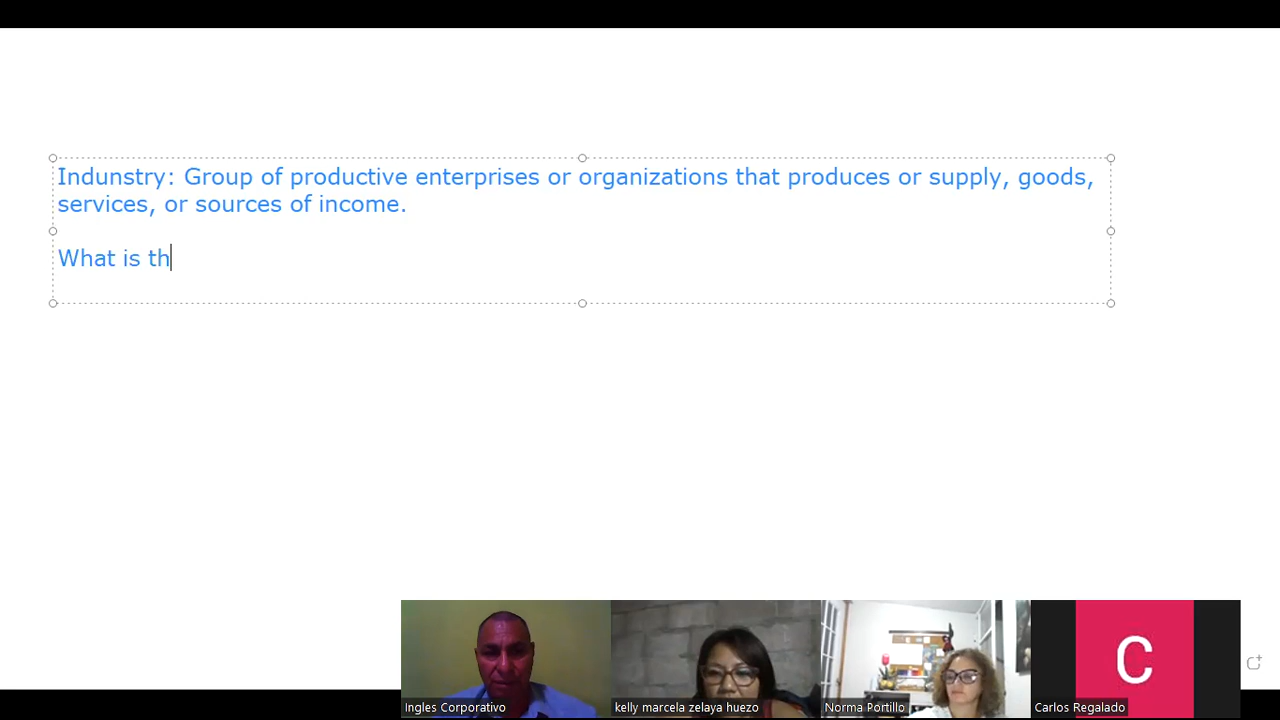 Indunstry: Group of productive enterprises or organizations that produces or supply, goods,
services, or sources of income.
What is th
Ingles Corporativo
kelly marcela zelaya huezo
Norma Portillo
C
Carlos Regalado